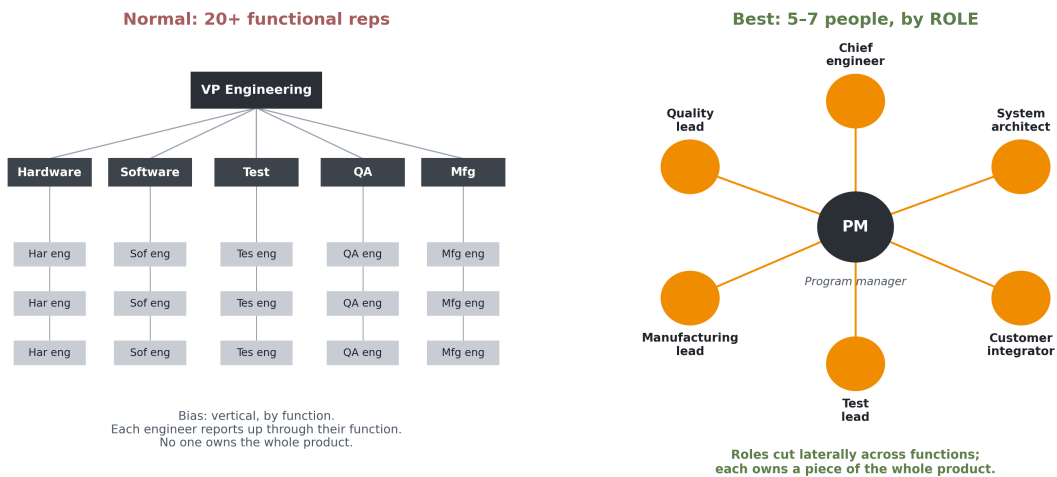 Normal: 20+ functional reps
VP Engineering
Hardware
Software
Test
QA
Mfg
Har eng
Sof eng
Tes eng
QA eng
Mfg eng
Har eng
Sof eng
Tes eng
QA eng
Mfg eng
Har eng
Sof eng
Tes eng
QA eng
Mfg eng
Bias: vertical, by function.
Each engineer reports up through their function.
No one owns the whole product.
Best: 5–7 people, by ROLE
Chief
engineer
Quality
lead
System
architect
PM
Program manager
Manufacturing
lead
Customer
integrator
Test
lead
Roles cut laterally across functions;
each owns a piece of the whole product.